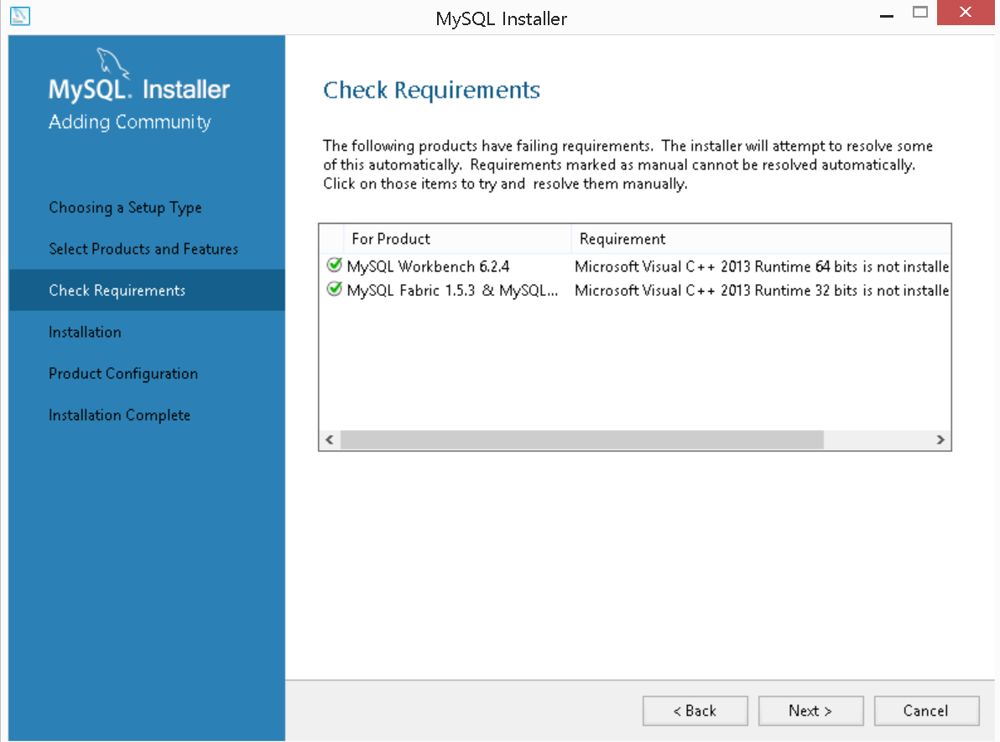 MySQL Installer
MySQL. Installer
Adding Community
Choosing a Setup Type
Select Products and Features
Check Requirements
Installation
Product Configuration
Installation Complete
Check Requirements
The following products have failing requirements. The installer will attempt to resolve some
of this automatically. Requirements marked as manual cannot be resolved automatically.
Click on those items to try and resolve them manually.
For Product Requirement
MySQL Workbench 6.2.4 Microsoft Visual C++ 2013 Runtime 64 bits is not installe
MySQL Fabric 1.5.3 & MySQL... Microsoft Visual C++ 2013 Runtime 32 bits is not installe
< Back Next > Cancel